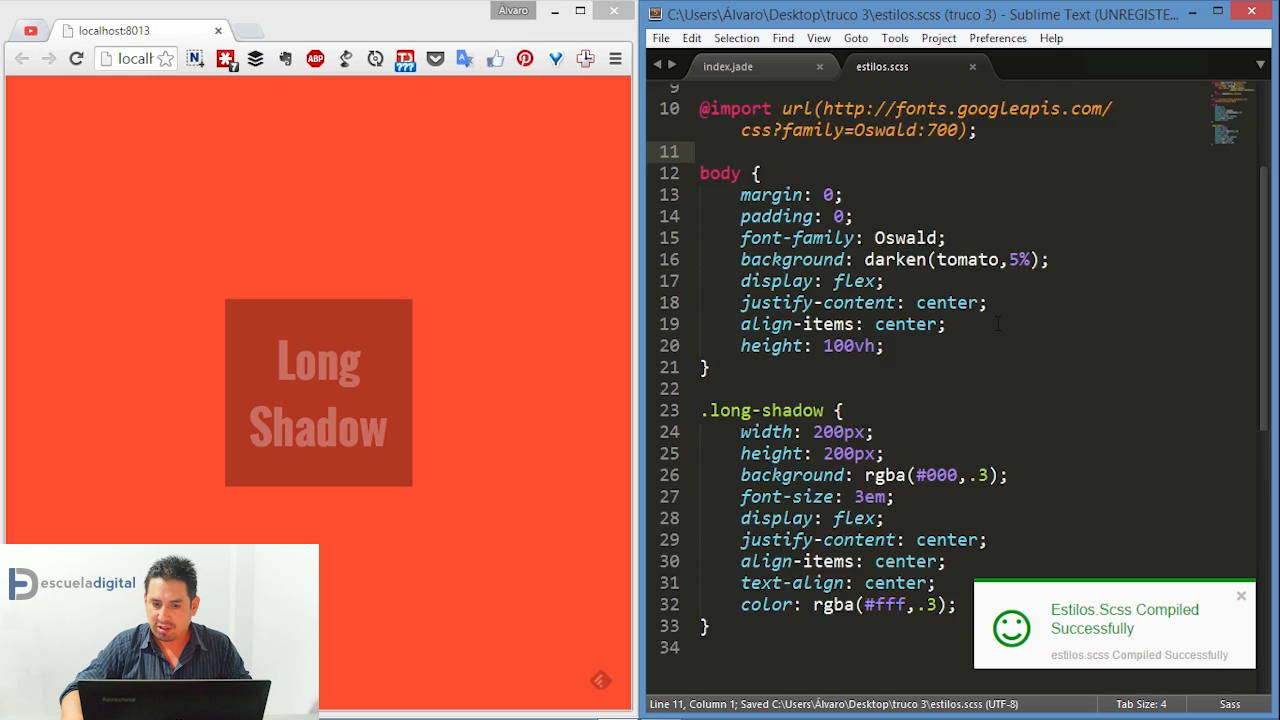 Álvaro
localhost:8013
localh
7
ABP
777
Long
Shadow
escueladigital
C:\Users\Álvaro\Desktop\truco 3\estilos.scss (truco 3) - Sublime Text (UNREGISTE...
File Edit Selection Find View Goto Tools Project Preferences Help
index.jade
estilos.scss
9
10 @import url(http://fonts.googleapis.com/
css?family=Oswald:700);
11
12 body {
13 margin: 0;
14 padding: 0;
15 font-family: Oswald;
16 background: darken(tomato,5%);
17 display: flex;
18 justify-content: center;
19 align-items: center;
20 height: 100vh;
21 }
22
23 .long-shadow {
24 width: 200px;
25 height: 200px;
26 background: rgba(#000,.3);
27 font-size: 3em;
28 display: flex;
29 justify-content: center;
30 align-items: center;
31 text-align: center;
32 color: rgba(#fff,.3);
33 }
34
Estilos.Scss Compiled
Successfully
estilos.scss Compiled Successfully
Line 11, Column 1; Saved C:\Users\Álvaro\Desktop\truco 3\estilos.scss (UTF-8)
Tab Size: 4
Sass